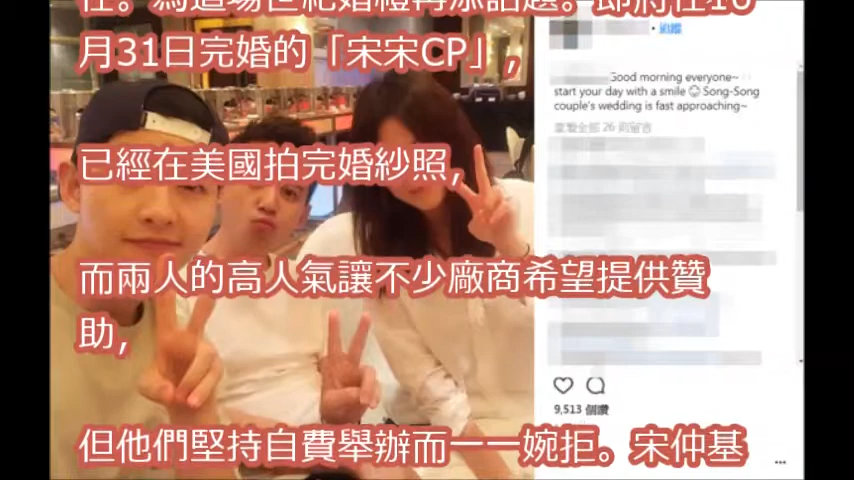 任。為這場世紀婚禮再添話題。即將在10
月31日完婚的「宋宋CP」，
已經在美國拍完婚紗照，
而兩人的高人氣讓不少廠商希望提供贊
助，
但他們堅持自費舉辦而一一婉拒。宋仲基
• 追蹤
Good morning everyone~
start your day with a smile 😊 Song-Song
couple's wedding is fast approaching~
查看全部 26 則留言
9,513 個讚